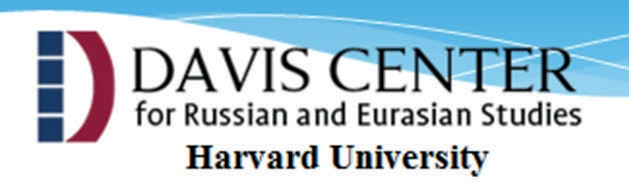 DAVIS CENTER
for Russian and Eurasian Studies
Harvard University